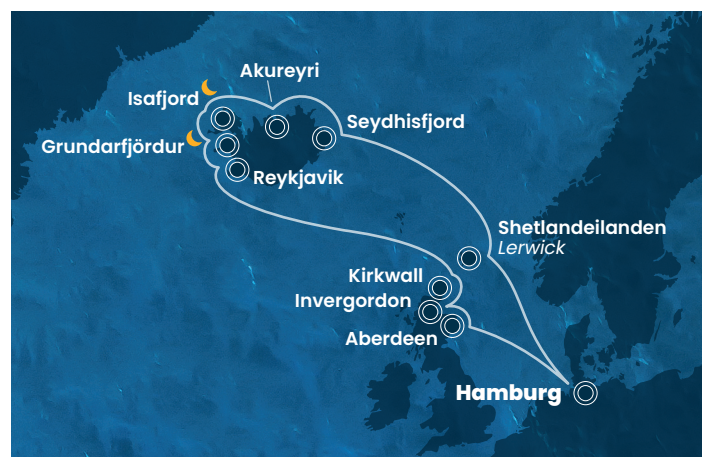 Akureyri
Isafjord
Seydhisfjord
Grundarfjördur
Reykjavik
Shetlandeilanden
Lerwick
Kirkwall
Invergordon
Aberdeen
Hamburg